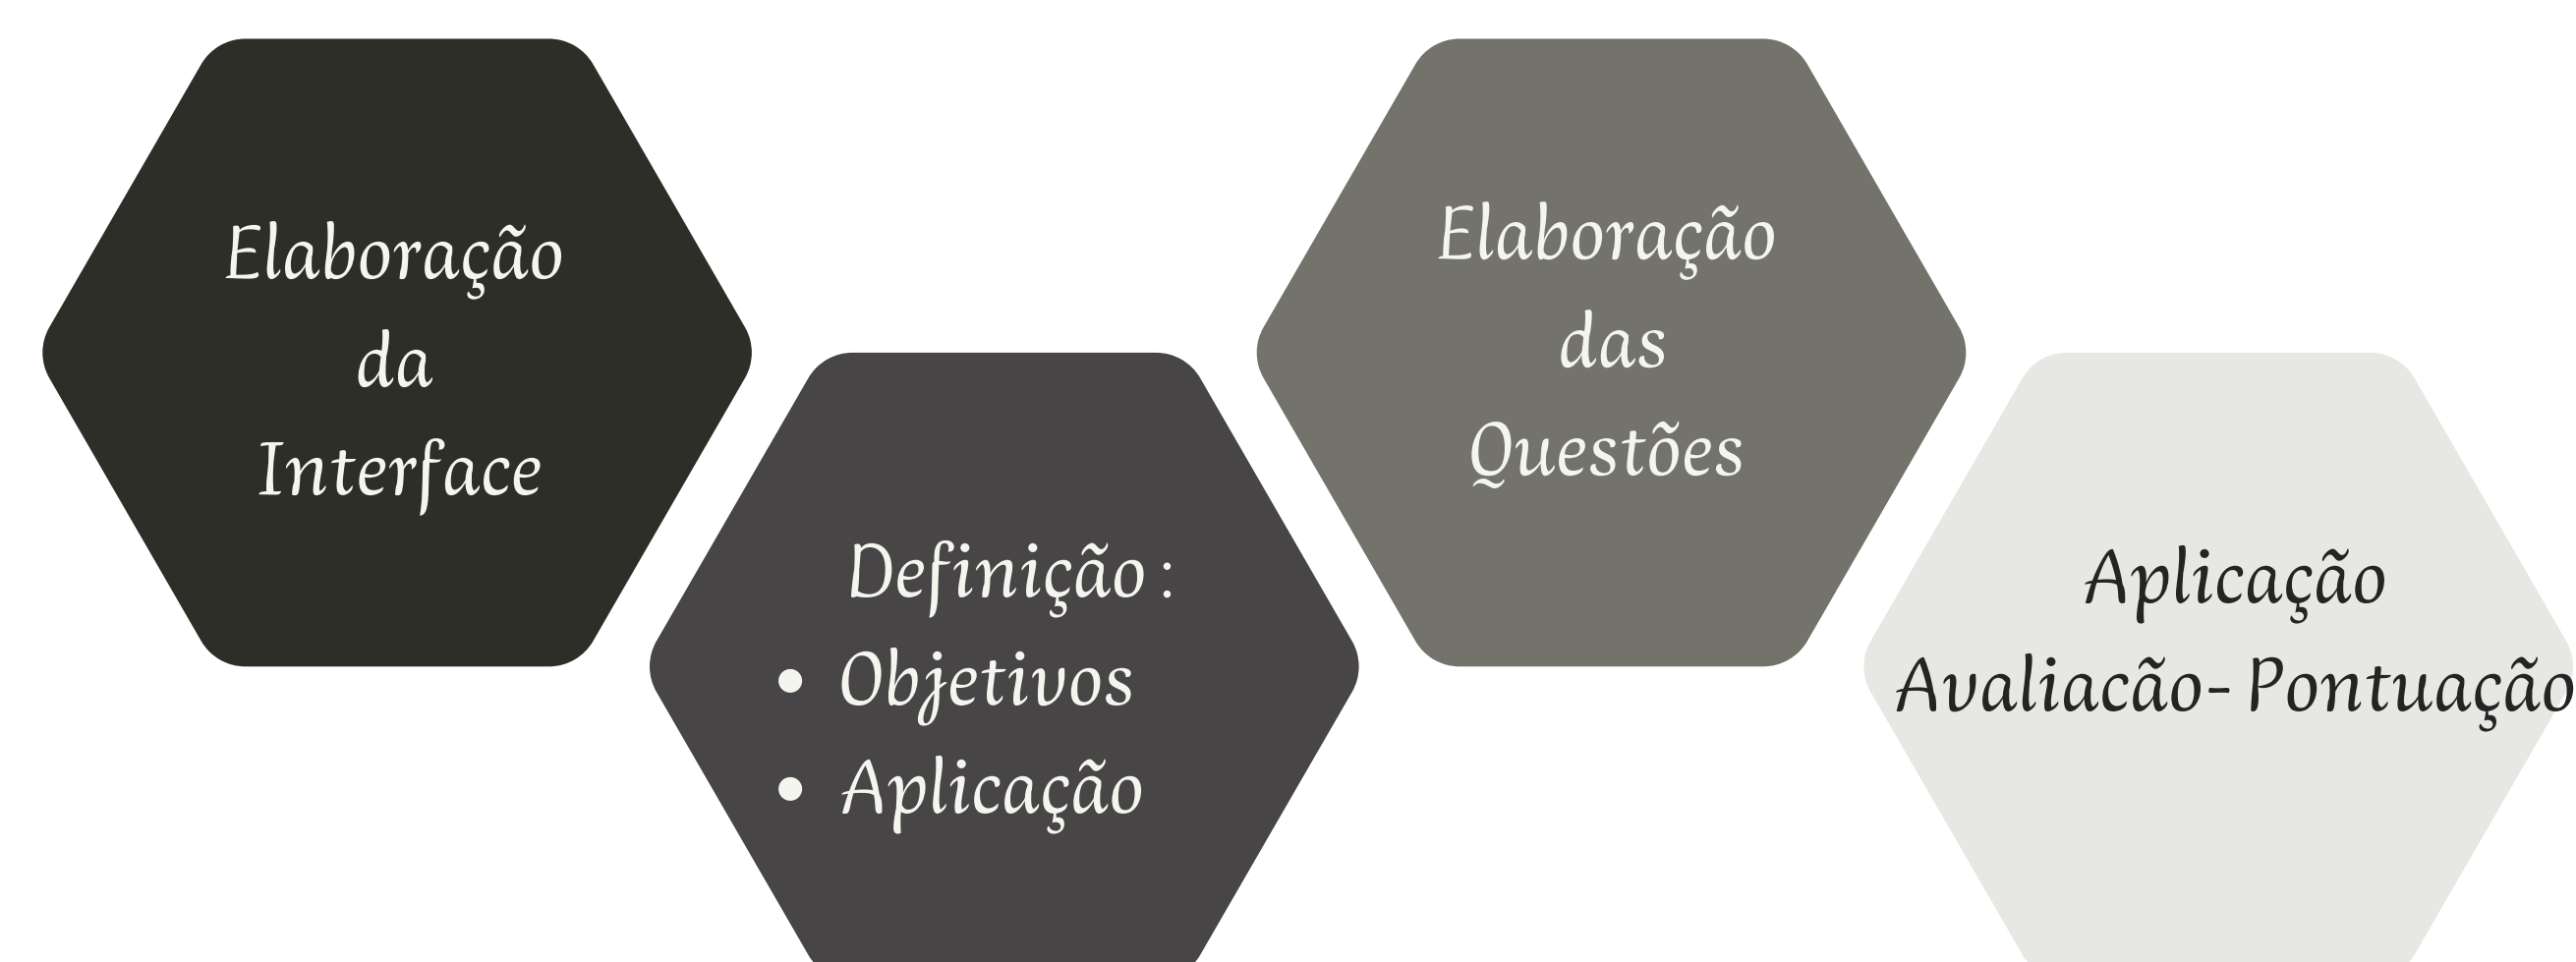 Elaboração
da
Interface
Definição :
• Objetivos
• Aplicação
Elaboração
das
Questões
Aplicação
Avaliacão- Pontuação